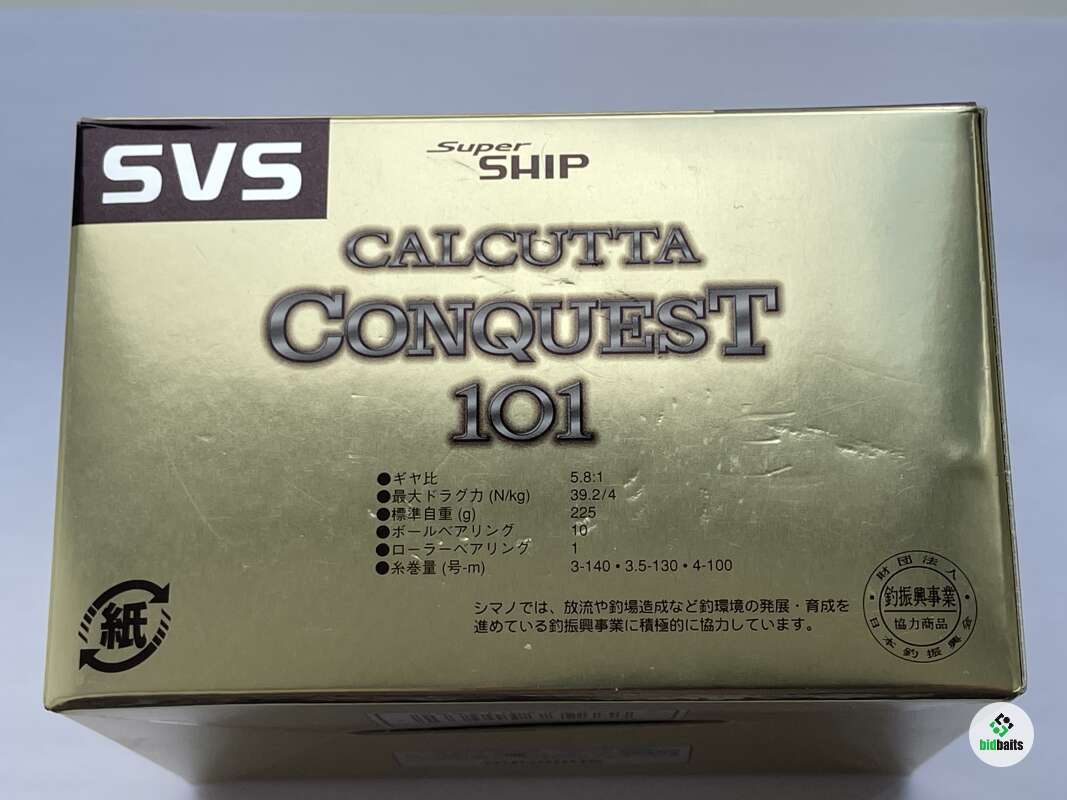 SVS
Super SHIP
CALCUTTA
CONQUEST
101
●ギヤ比 5.8:1
●最大ドラグ力 (N/kg) 39.2/4
●標準自重 (g) 225
●ボールベアリング 10
●ローラーベアリング 1
●糸巻量 (号-m) 3-140・3.5-130・4-100
シマノでは、放流や釣場造成など釣環境の発展・育成を
進めている釣振興事業に積極的に協力しています。
紙
財団法人
釣振興事業
協力商品
日本釣振興会
bidbaits